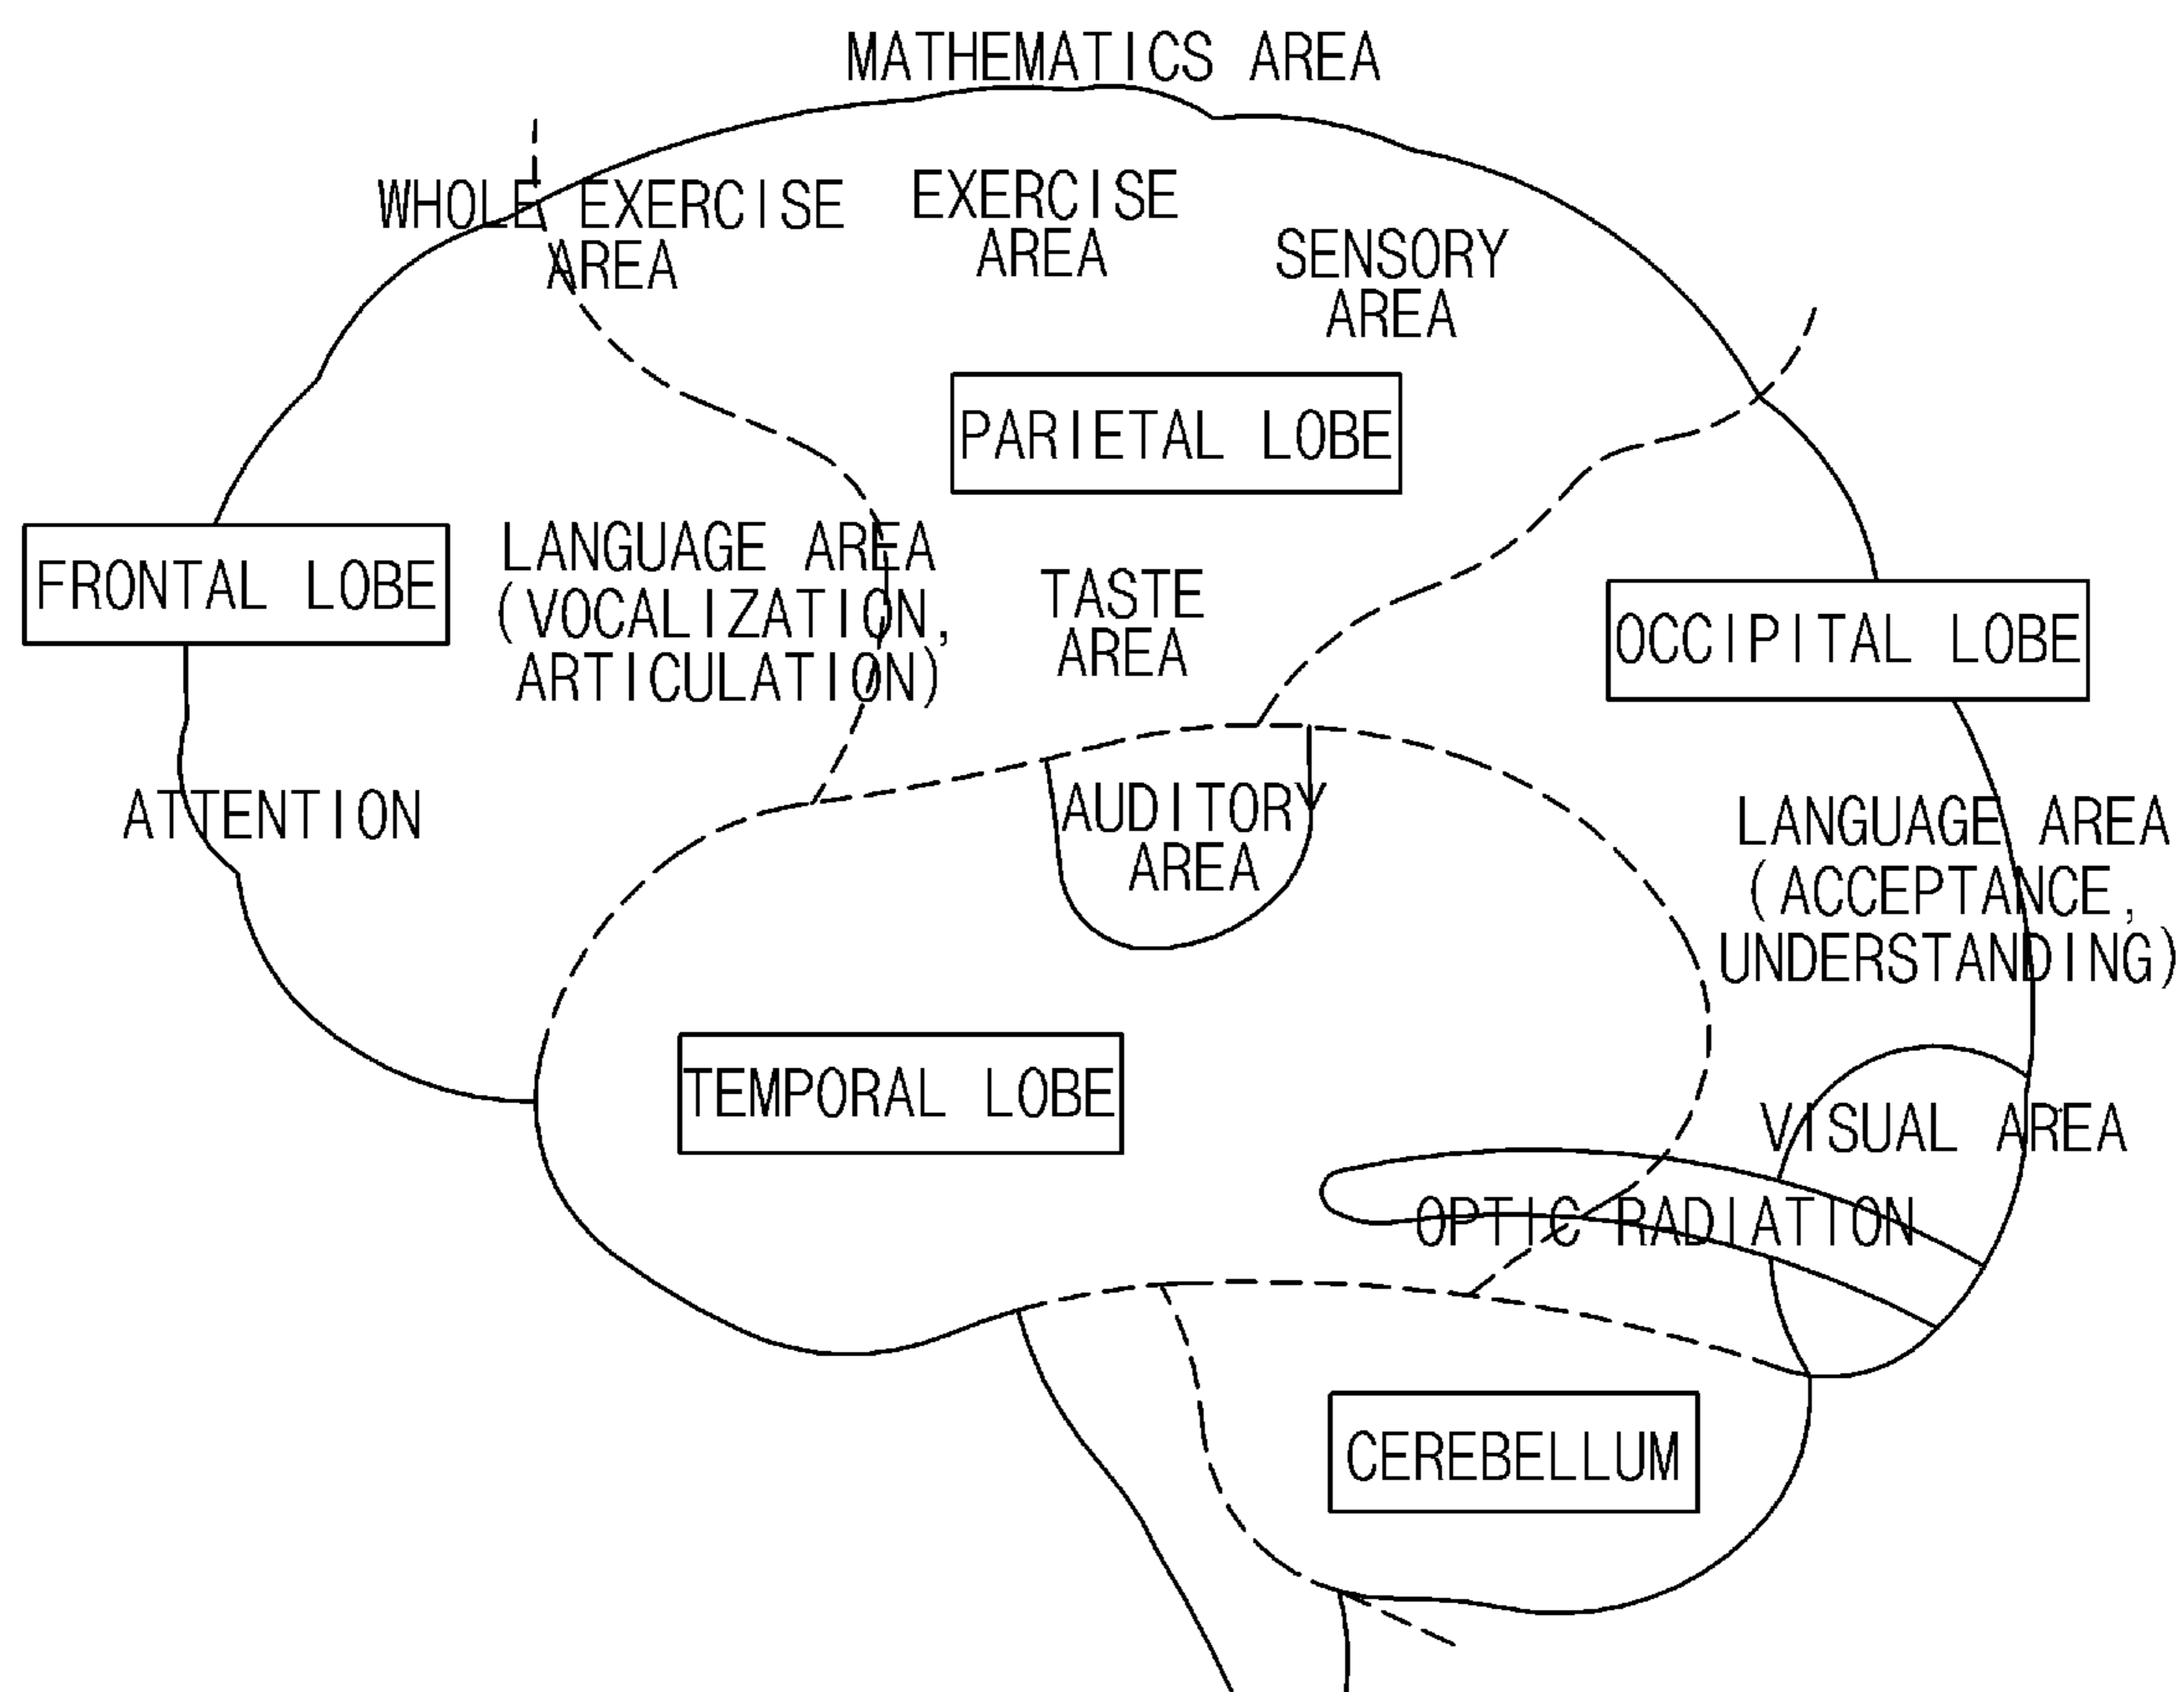 MATHEMATICS AREA
WHOLE EXERCISE
AREA
EXERCISE
AREA
SENSORY
AREA
PARIETAL LOBE
FRONTAL LOBE
LANGUAGE AREA
(VOCALIZATION,
ARTICULATION)
TASTE
AREA
OCCIPITAL LOBE
ATTENTION
AUDITORY
AREA
LANGUAGE AREA
(ACCEPTANCE,
UNDERSTANDING)
TEMPORAL LOBE
VISUAL AREA
OPTIC RADIATION
CEREBELLUM